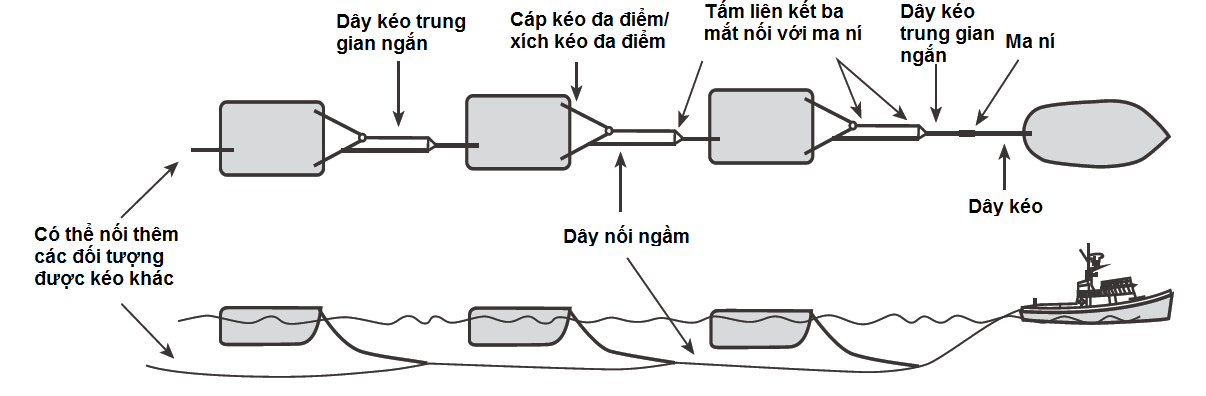 Dây kéo trung
gian ngắn
Cáp kéo đa điểm/
xích kéo đa điểm
Tấm liên kết ba
mắt nối với ma ní
Dây kéo
trung gian
ngắn
Ma ní
Dây kéo
Có thể nối thêm
các đối tượng
được kéo khác
Dây nối ngầm